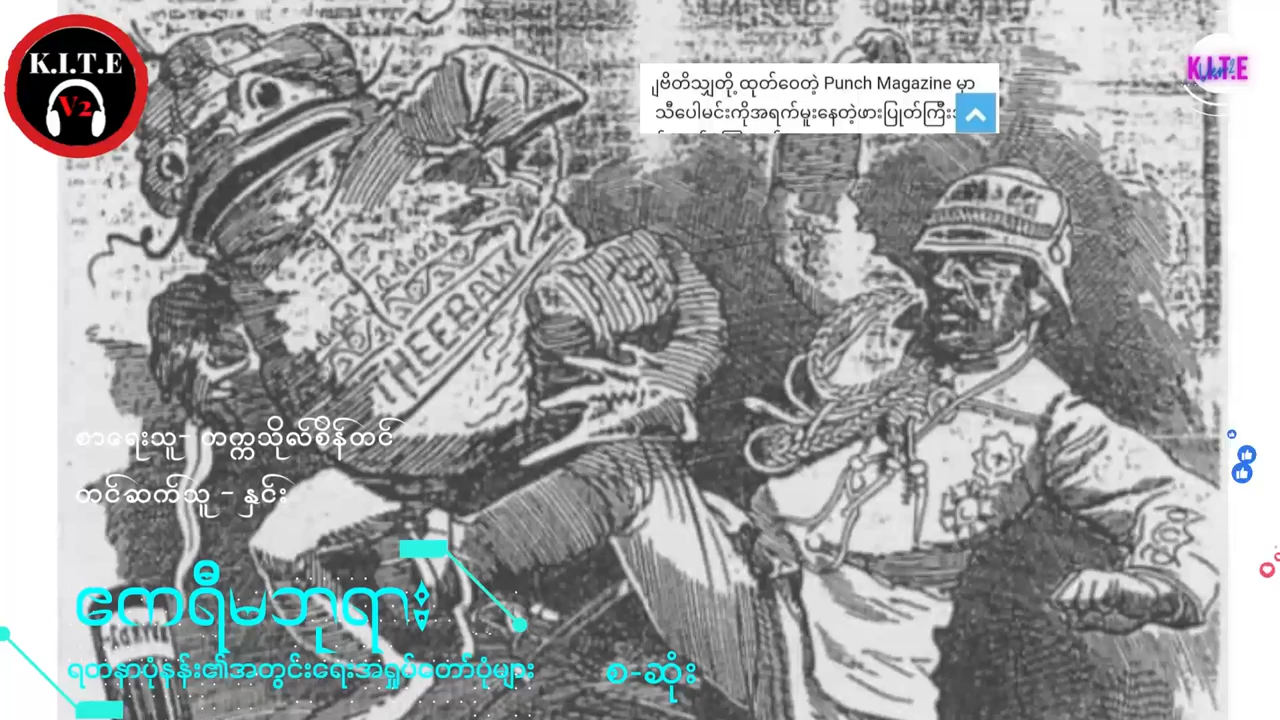 K.I.T.E
V2
K.I.T.E
ဗြိတိသျှတို့ ထုတ်ဝေတဲ့ Punch Magazine မှာ
သီပေါမင်းကိုအရက်မူးနေတဲ့ဖားပြုတ်ကြီး
THEEBAW
စာရေးသူ- တက္ကသိုလ်စိန်တင်
တင်ဆက်သူ - နှင်း
ဧကရီမဘုရား
ရတနာပုံနန်း၏အတွင်းရေးအရှုပ်တော်ပုံများ
စ-ဆုံး